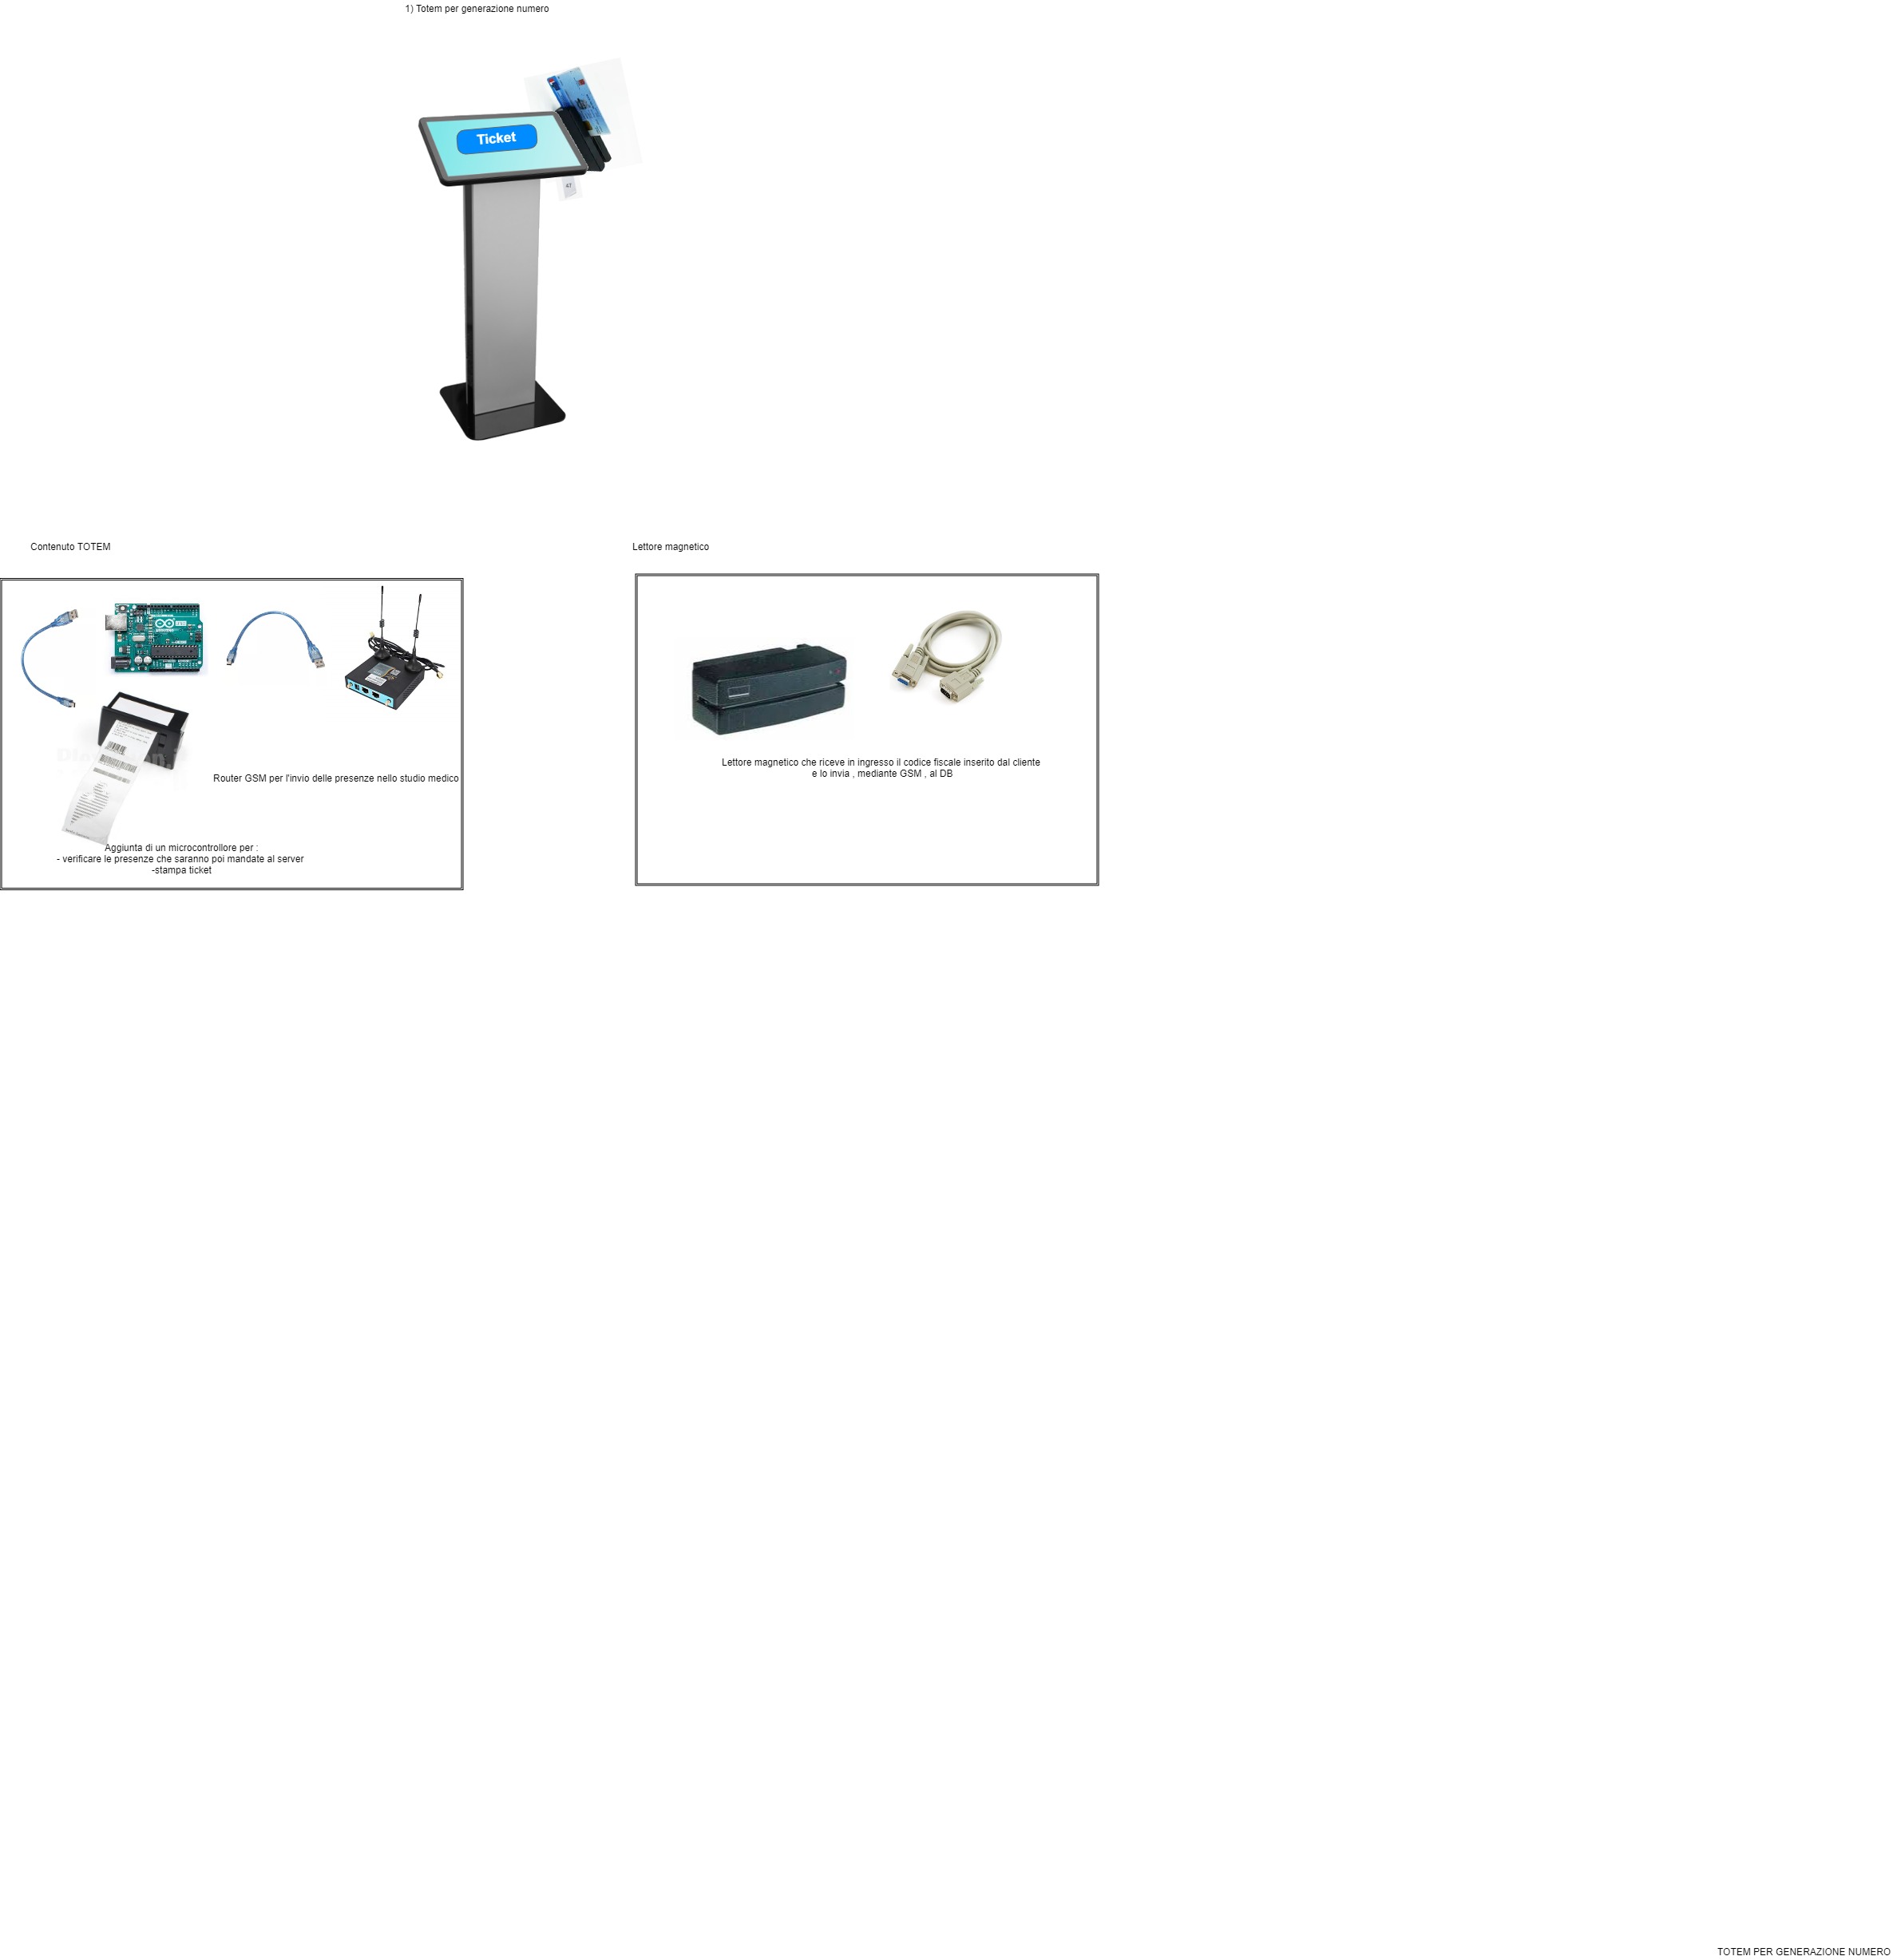 1) Totem per generazione numero
Ticket
47
Contenuto TOTEM
Lettore magnetico
Router GSM per l'invio delle presenze nello studio medico
Aggiunta di un microcontrollore per :
- verificare le presenze che saranno poi mandate al server
-stampa ticket
Lettore magnetico che riceve in ingresso il codice fiscale inserito dal cliente
e lo invia , mediante GSM , al DB
TOTEM PER GENERAZIONE NUMERO